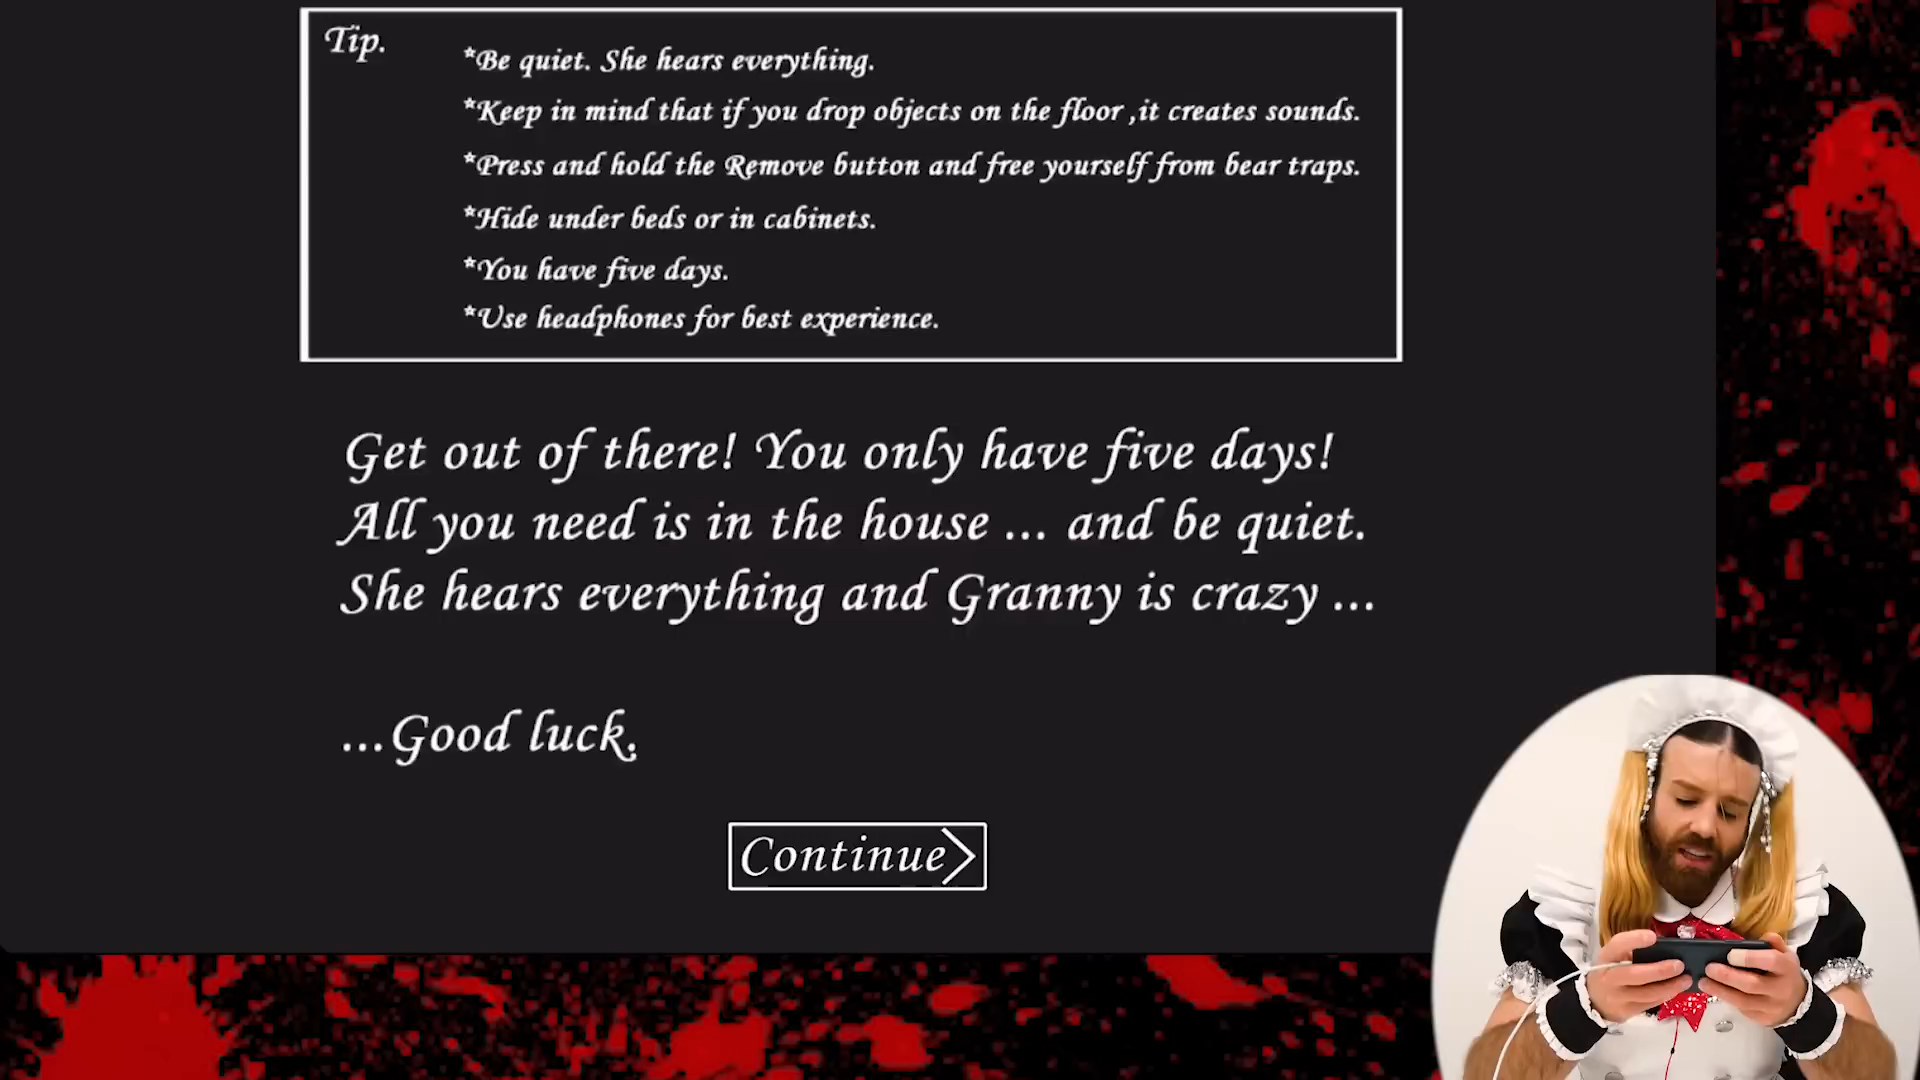 Tip.
*Be quiet. She hears everything.
*Keep in mind that if you drop objects on the floor ,it creates sounds.
*Press and hold the Remove button and free yourself from bear traps.
*Hide under beds or in cabinets.
*You have five days.
*Use headphones for best experience.
Get out of there! You only have five days!
All you need is in the house ... and be quiet.
She hears everything and Granny is crazy ...
...Good luck.
Continue